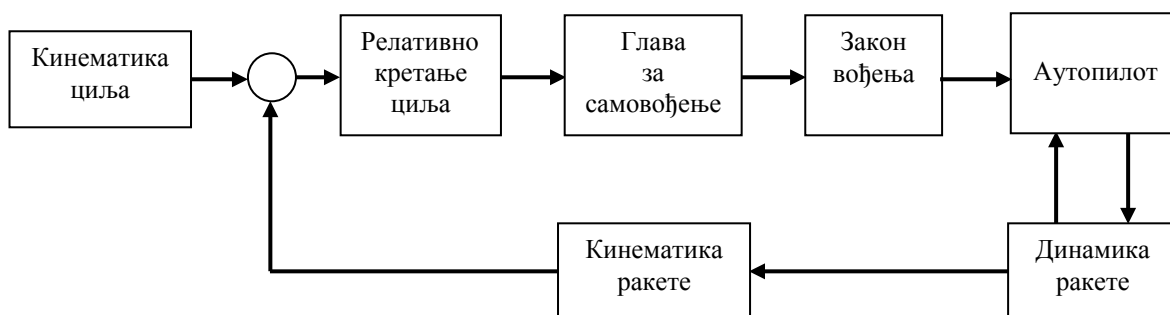 Кинематика
циља
Релативно
кретање
циља
Глава
за
самовођење
Закон
вођења
Аутопилот
Кинематика
ракете
Динамика
ракете